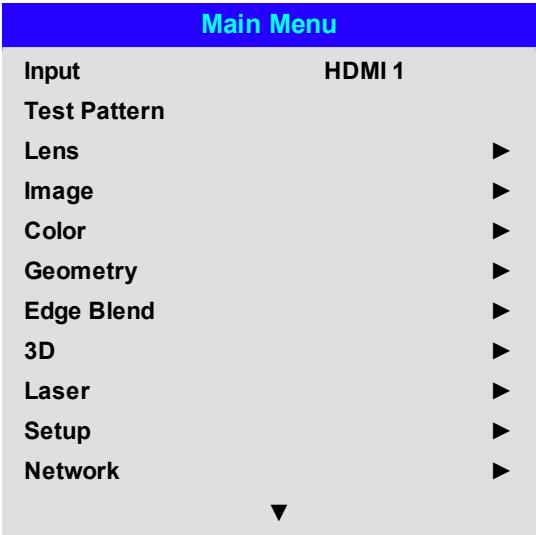 Main Menu
Input HDMI 1
Test Pattern
Lens ►
Image ►
Color ►
Geometry ►
Edge Blend ►
3D ►
Laser ►
Setup ►
Network ►
▼